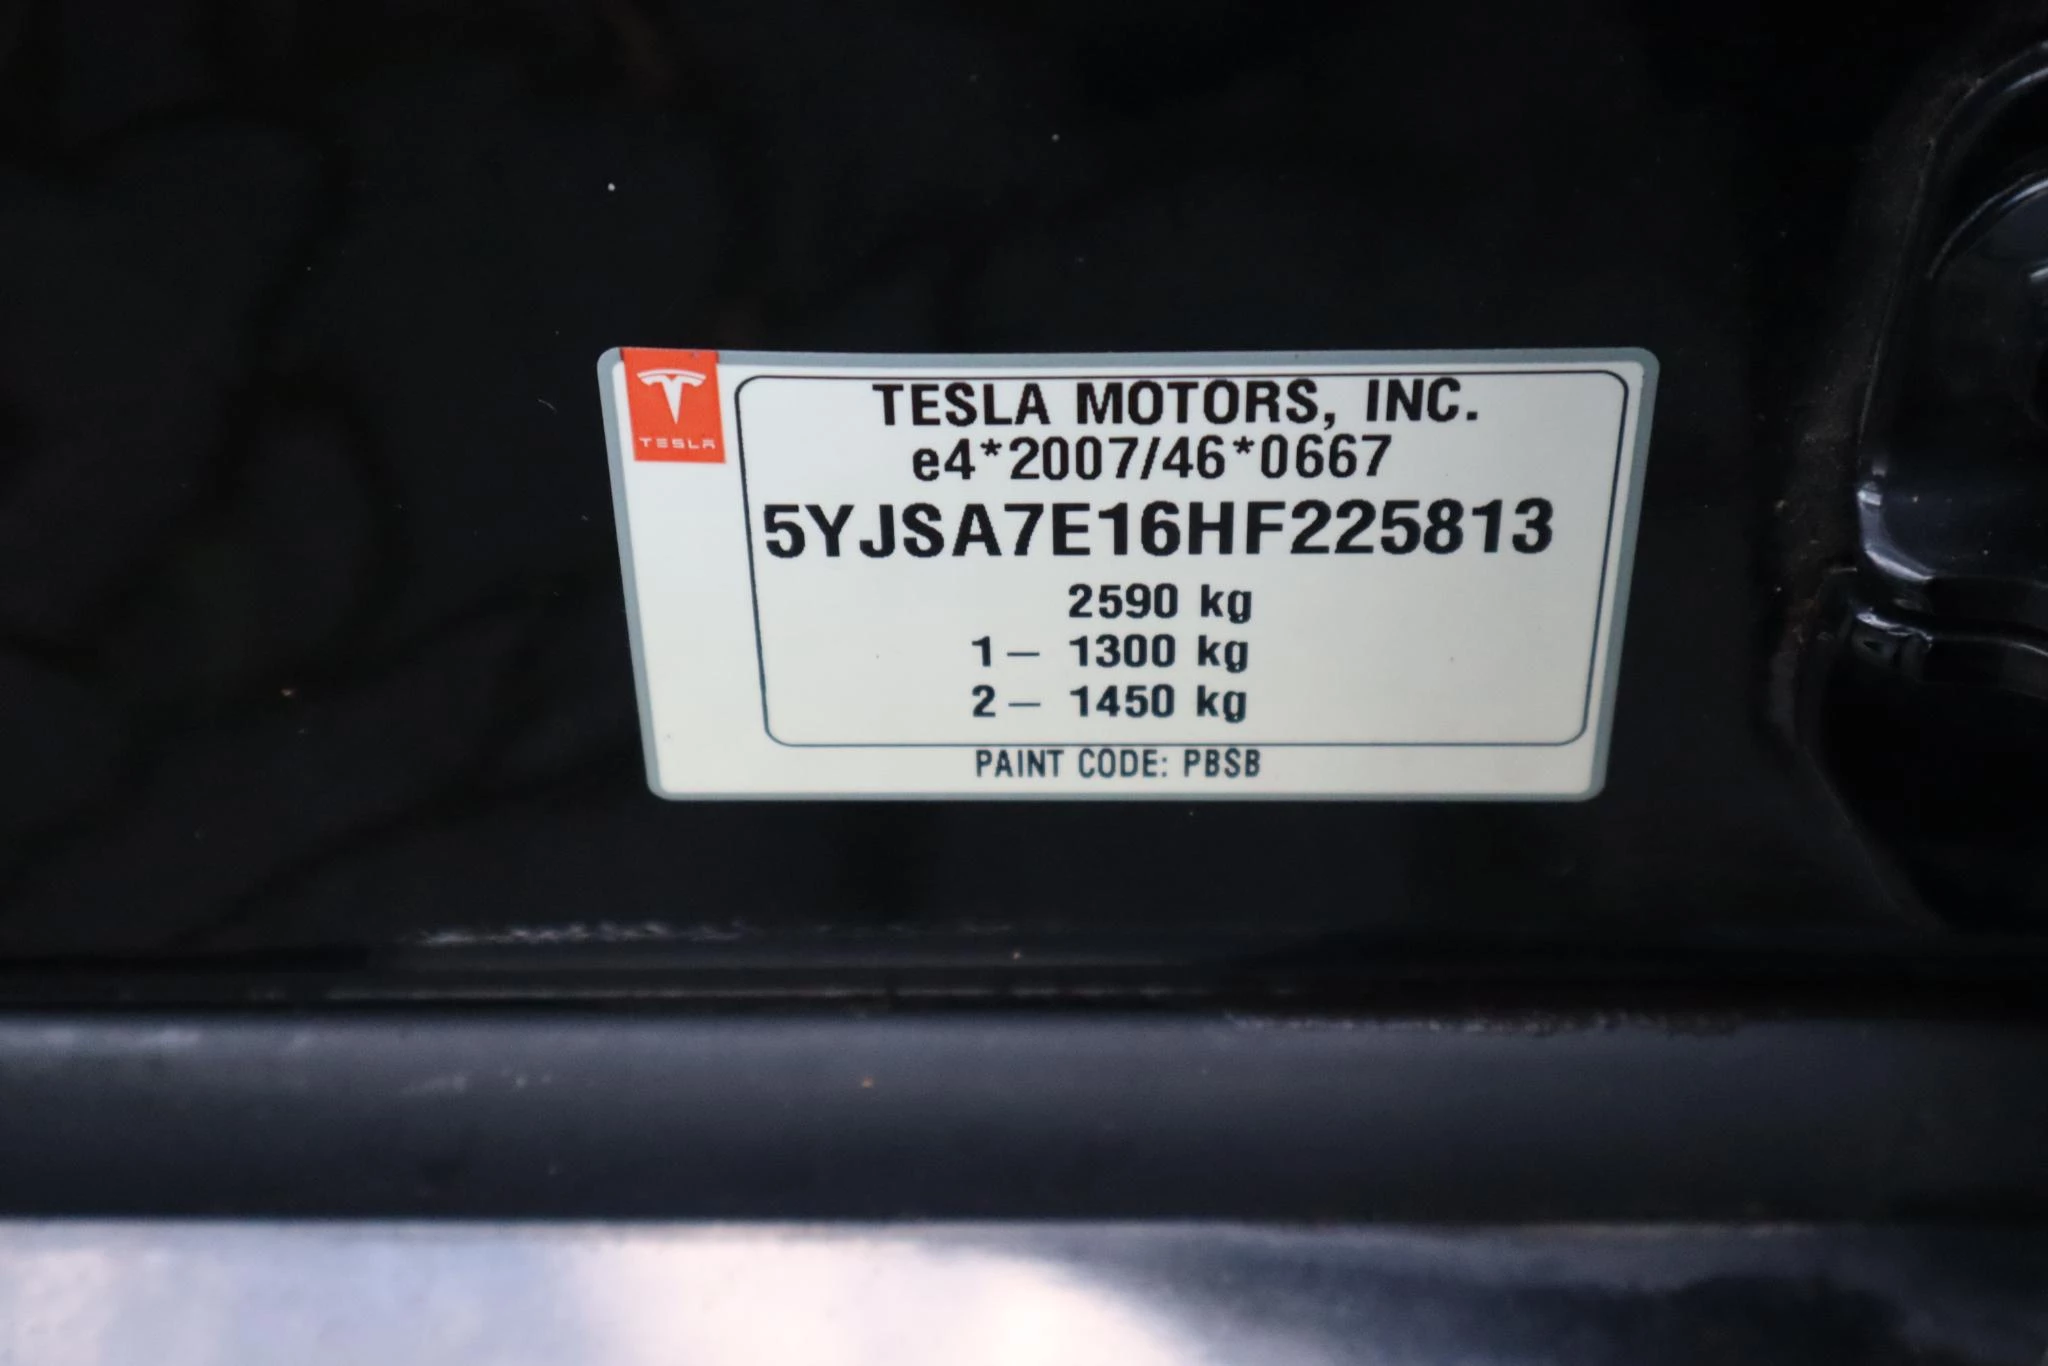 TESLA
TESLA MOTORS, INC.
e4*2007/46*0667
5YJSA7E16HF225813
2590 kg
1– 1300 kg
2– 1450 kg
PAINT CODE: PBSB